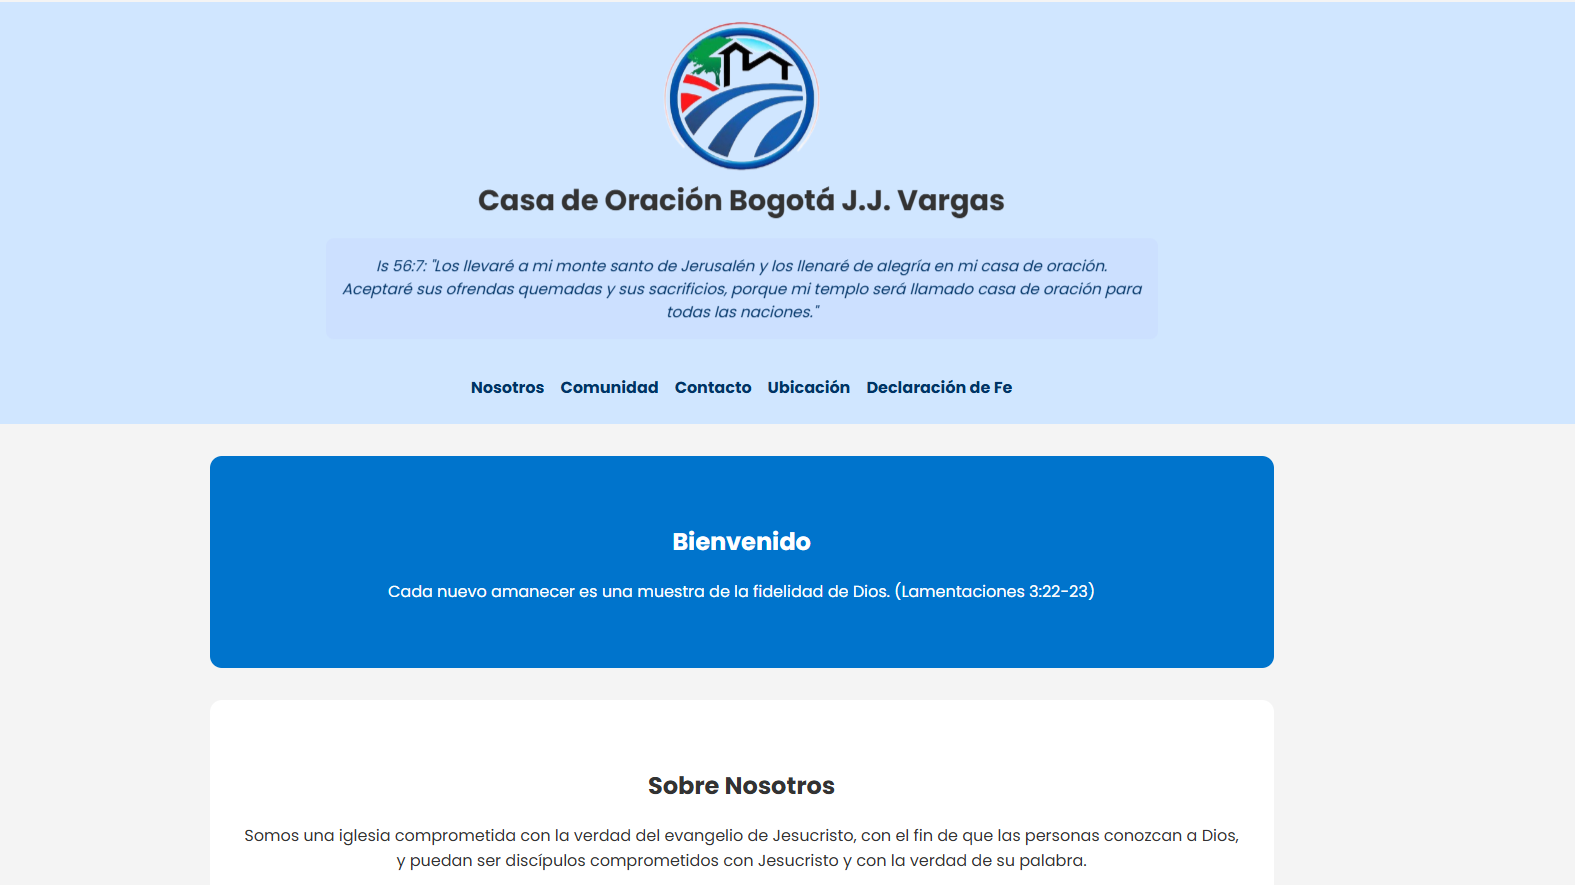 Casa de Oración Bogotá J.J. Vargas
Is 56:7: "Los llevaré a mi monte santo de Jerusalén y los llenaré de alegría en mi casa de oración.
Aceptaré sus ofrendas quemadas y sus sacrificios, porque mi templo será llamado casa de oración para
todas las naciones."
Nosotros Comunidad Contacto Ubicación Declaración de Fe
Bienvenido
Cada nuevo amanecer es una muestra de la fidelidad de Dios. (Lamentaciones 3:22-23)
Sobre Nosotros
Somos una iglesia comprometida con la verdad del evangelio de Jesucristo, con el fin de que las personas conozcan a Dios,
y puedan ser discípulos comprometidos con Jesucristo y con la verdad de su palabra.